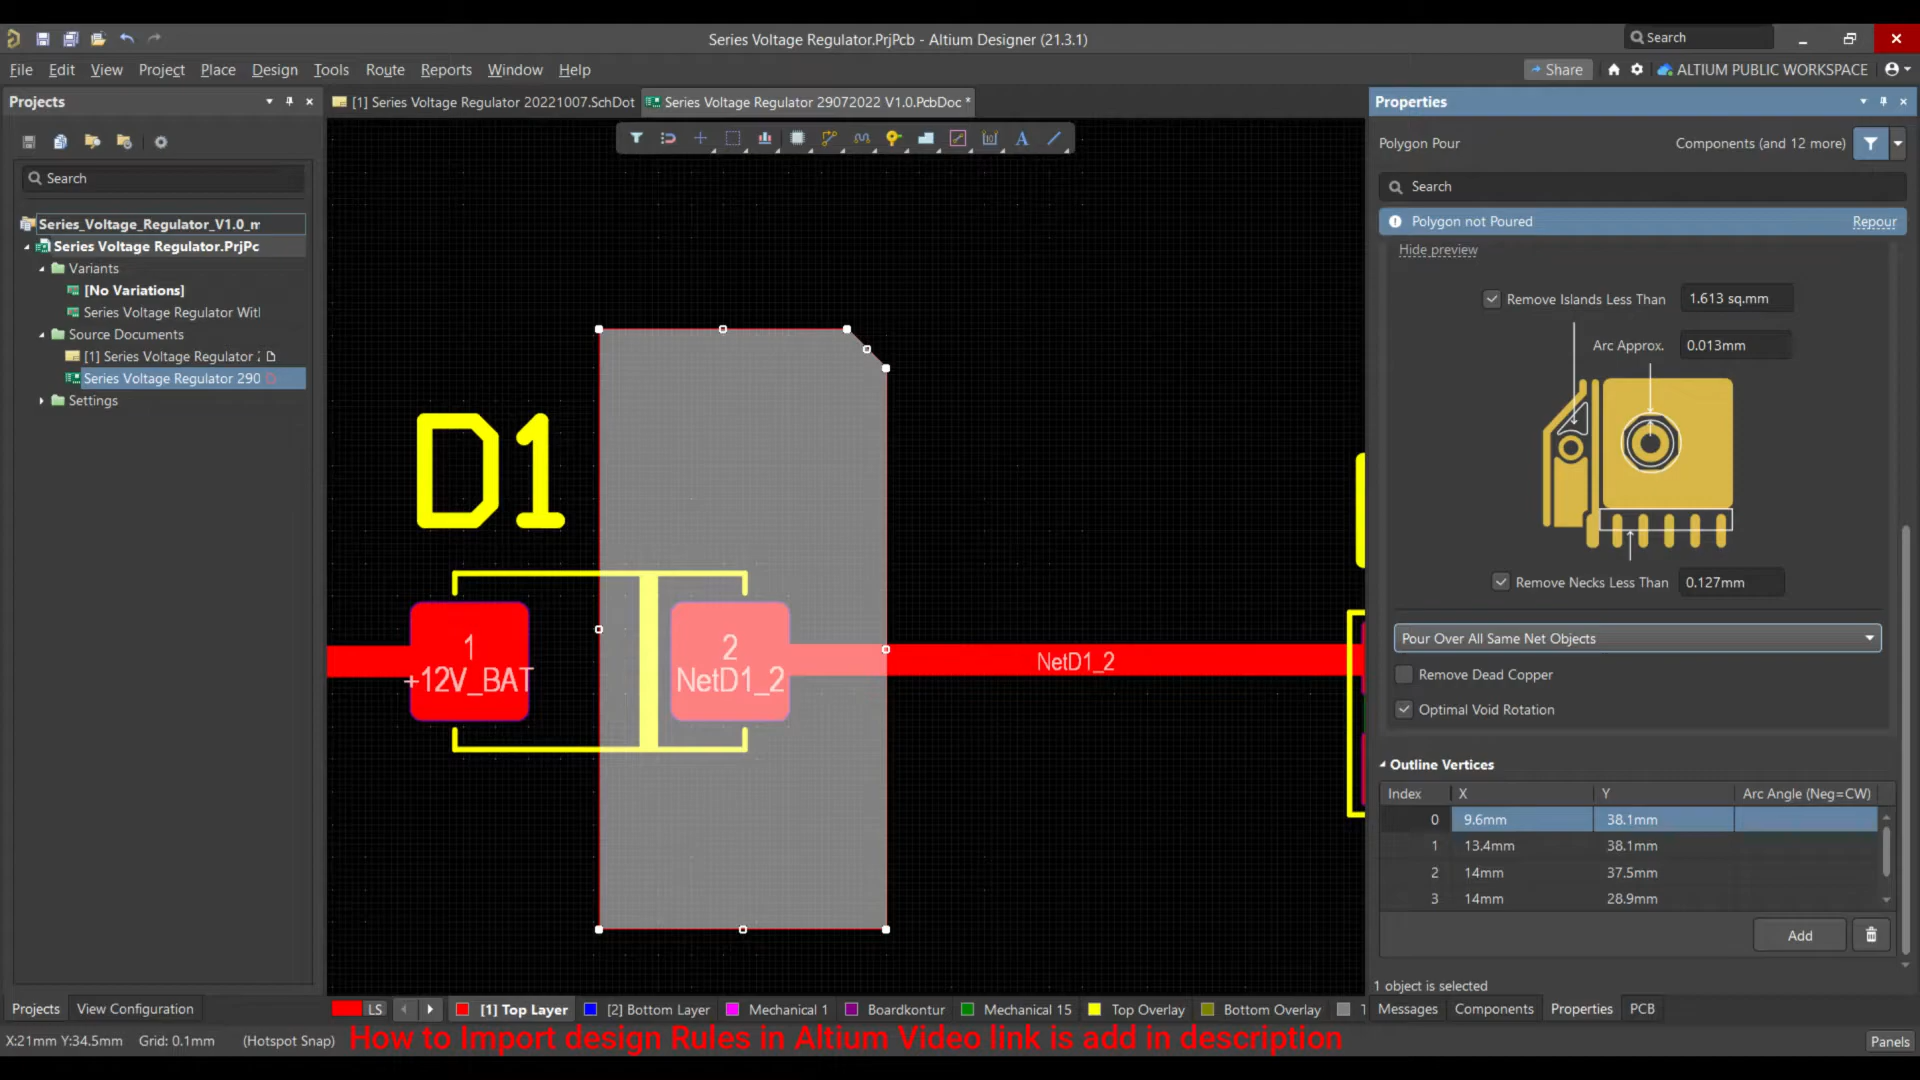 Series Voltage Regulator.PrjPcb - Altium Designer (21.3.1)
Search
File Edit View Project Place Design Tools Route Reports Window Help
Share
ALTIUM PUBLIC WORKSPACE
Projects
[1] Series Voltage Regulator 20221007.SchDot
Series Voltage Regulator 29072022 V1.0.PcbDoc *
Properties
Polygon Pour
Components (and 12 more)
Search
Search
Polygon not Poured
Repour
Hide preview
Series_Voltage_Regulator_V1.0_m
Series Voltage Regulator.PrjPc
Variants
[No Variations]
Series Voltage Regulator Wit
Source Documents
[1] Series Voltage Regulator
Series Voltage Regulator 290
Settings
Remove Islands Less Than 1.613 sq.mm
Arc Approx. 0.013mm
Remove Necks Less Than 0.127mm
D1
1
+12V_BAT
2
NetD1_2
NetD1_2
Pour Over All Same Net Objects
Remove Dead Copper
Optimal Void Rotation
Outline Vertices
Index X Y Arc Angle (Neg=CW)
0 9.6mm 38.1mm
1 13.4mm 38.1mm
2 14mm 37.5mm
3 14mm 28.9mm
Add
1 object is selected
Projects View Configuration
LS [1] Top Layer [2] Bottom Layer Mechanical 1 Boardkontur Mechanical 15 Top Overlay Bottom Overlay
Messages Components Properties PCB
X:21mm Y:34.5mm Grid: 0.1mm (Hotspot Snap)
How to Import design Rules in Altium Video link is add in description
Panels